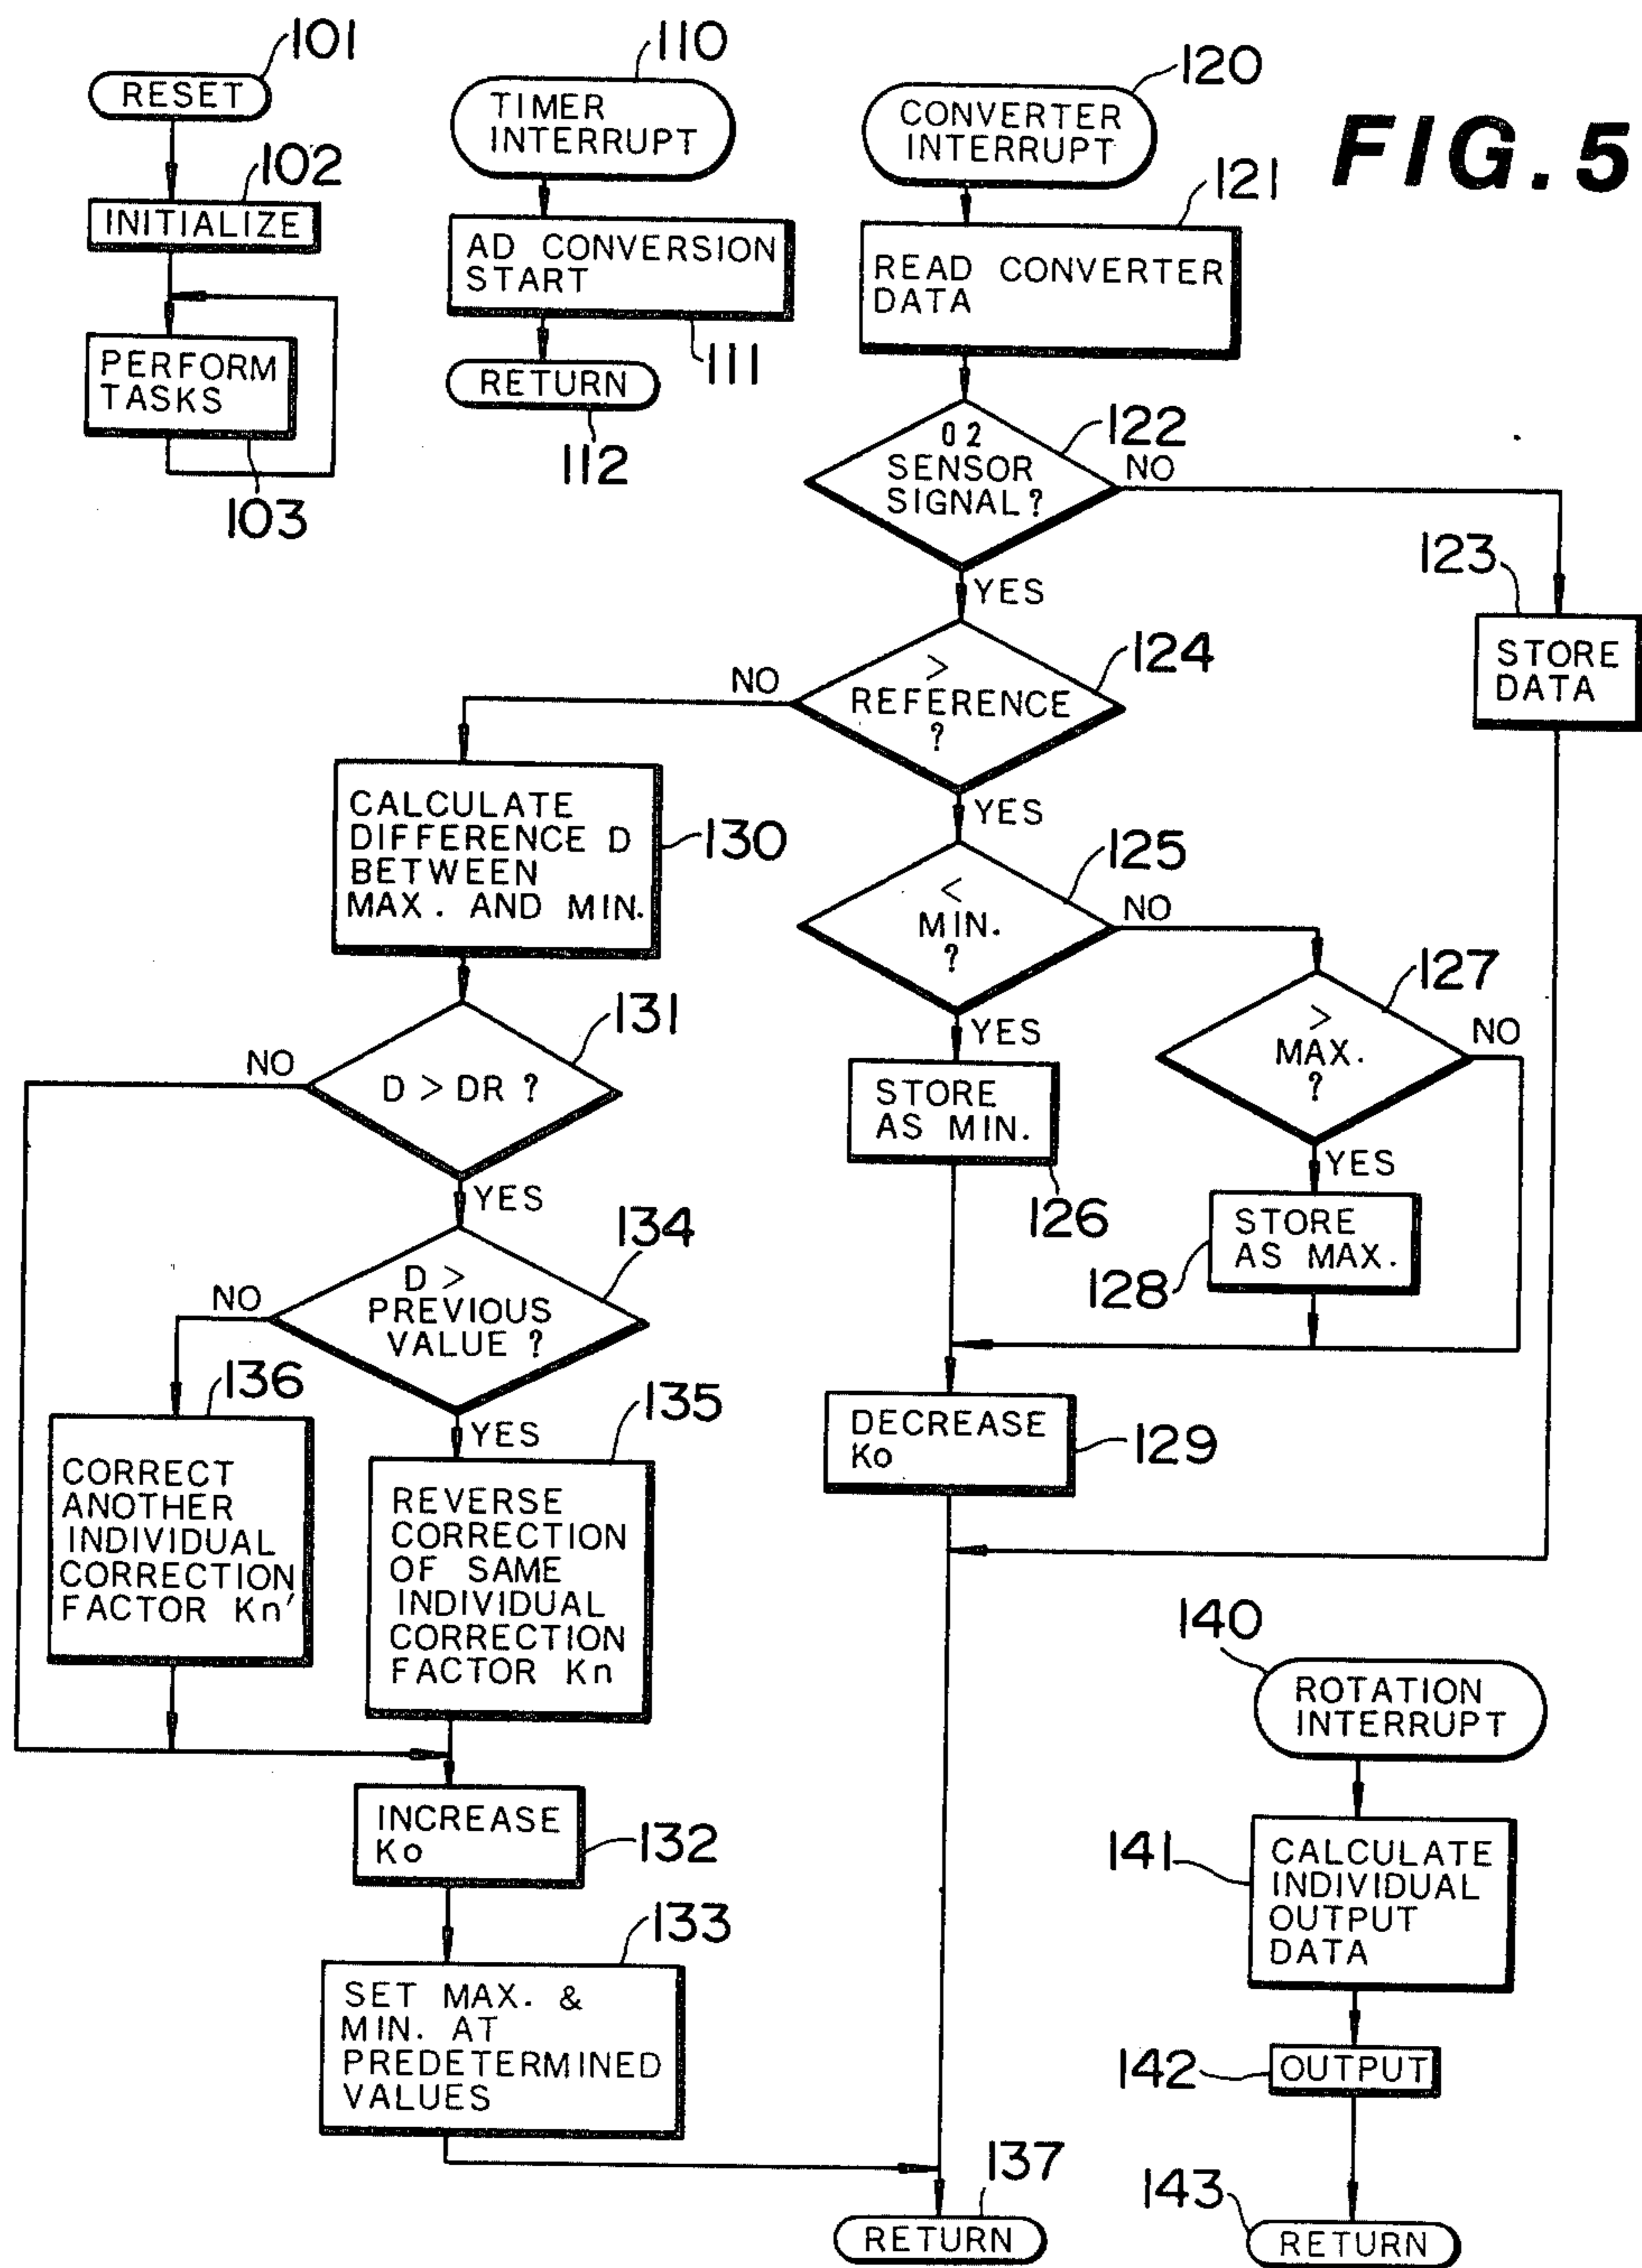 FIG. 5
101
RESET
102
INITIALIZE
PERFORM
TASKS
103
110
TIMER
INTERRUPT
AD CONVERSION
START
111
RETURN
112
120
CONVERTER
INTERRUPT
121
READ CONVERTER
DATA
122
02
SENSOR
SIGNAL?
NO
YES
123
STORE
DATA
124
>
REFERENCE
?
NO
YES
125
<
MIN.
?
NO
YES
STORE
AS MIN.
126
127
>
MAX.
?
NO
YES
STORE
AS MAX.
128
DECREASE
Ko
129
CALCULATE
DIFFERENCE D
BETWEEN
MAX. AND MIN.
130
131
D > DR ?
NO
YES
134
D >
PREVIOUS
VALUE ?
NO
YES
136
CORRECT
ANOTHER
INDIVIDUAL
CORRECTION
FACTOR Kn'
135
REVERSE
CORRECTION
OF SAME
INDIVIDUAL
CORRECTION
FACTOR Kn
INCREASE
Ko
132
133
SET MAX. &
MIN. AT
PREDETERMINED
VALUES
137
RETURN
140
ROTATION
INTERRUPT
141
CALCULATE
INDIVIDUAL
OUTPUT
DATA
142
OUTPUT
143
RETURN